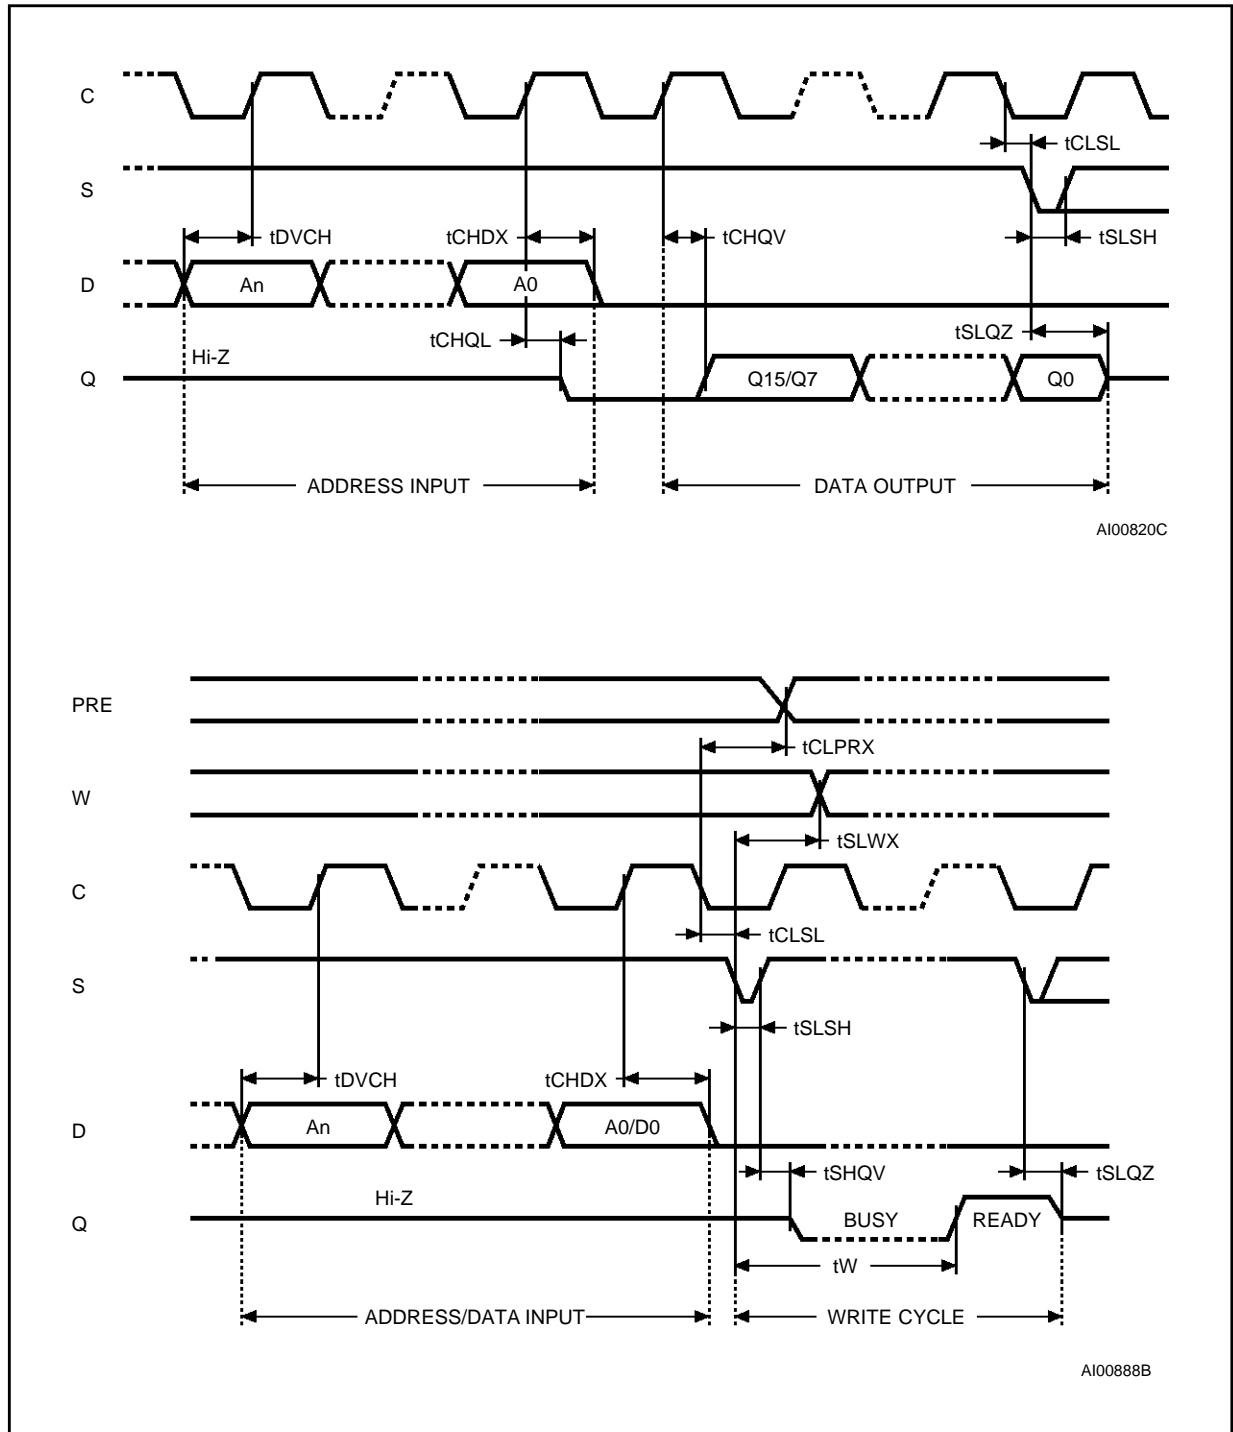 C
tCLSL
S
tDVCH
tCHDX
tCHQV
tSLSH
D
An
A0
tCHQL
tSLQZ
Hi-Z
Q
Q15/Q7
Q0
ADDRESS INPUT
DATA OUTPUT
AI00820C
PRE
tCLPRX
W
tSLWX
C
tCLSL
S
tSLSH
tDVCH
tCHDX
D
An
A0/D0
tSHQV
tSLQZ
Hi-Z
Q
BUSY
READY
tW
ADDRESS/DATA INPUT
WRITE CYCLE
AI00888B